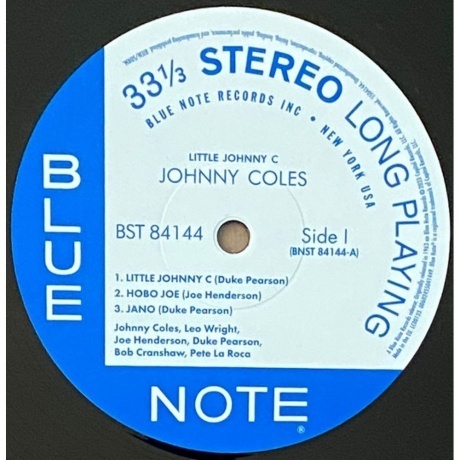 33 1/3 STEREO LONG PLAYING
BLUE NOTE RECORDS INC • NEW YORK USA
LITTLE JOHNNY C
JOHNNY COLES
BST 84144
Side I
(BNST 84144-A)
1. LITTLE JOHNNY C (Duke Pearson)
2. HOBO JOE (Joe Henderson)
3. JANO (Duke Pearson)
Johnny Coles, Leo Wright,
Joe Henderson, Duke Pearson,
Bob Cranshaw, Pete La Roca
BLUE
NOTE®